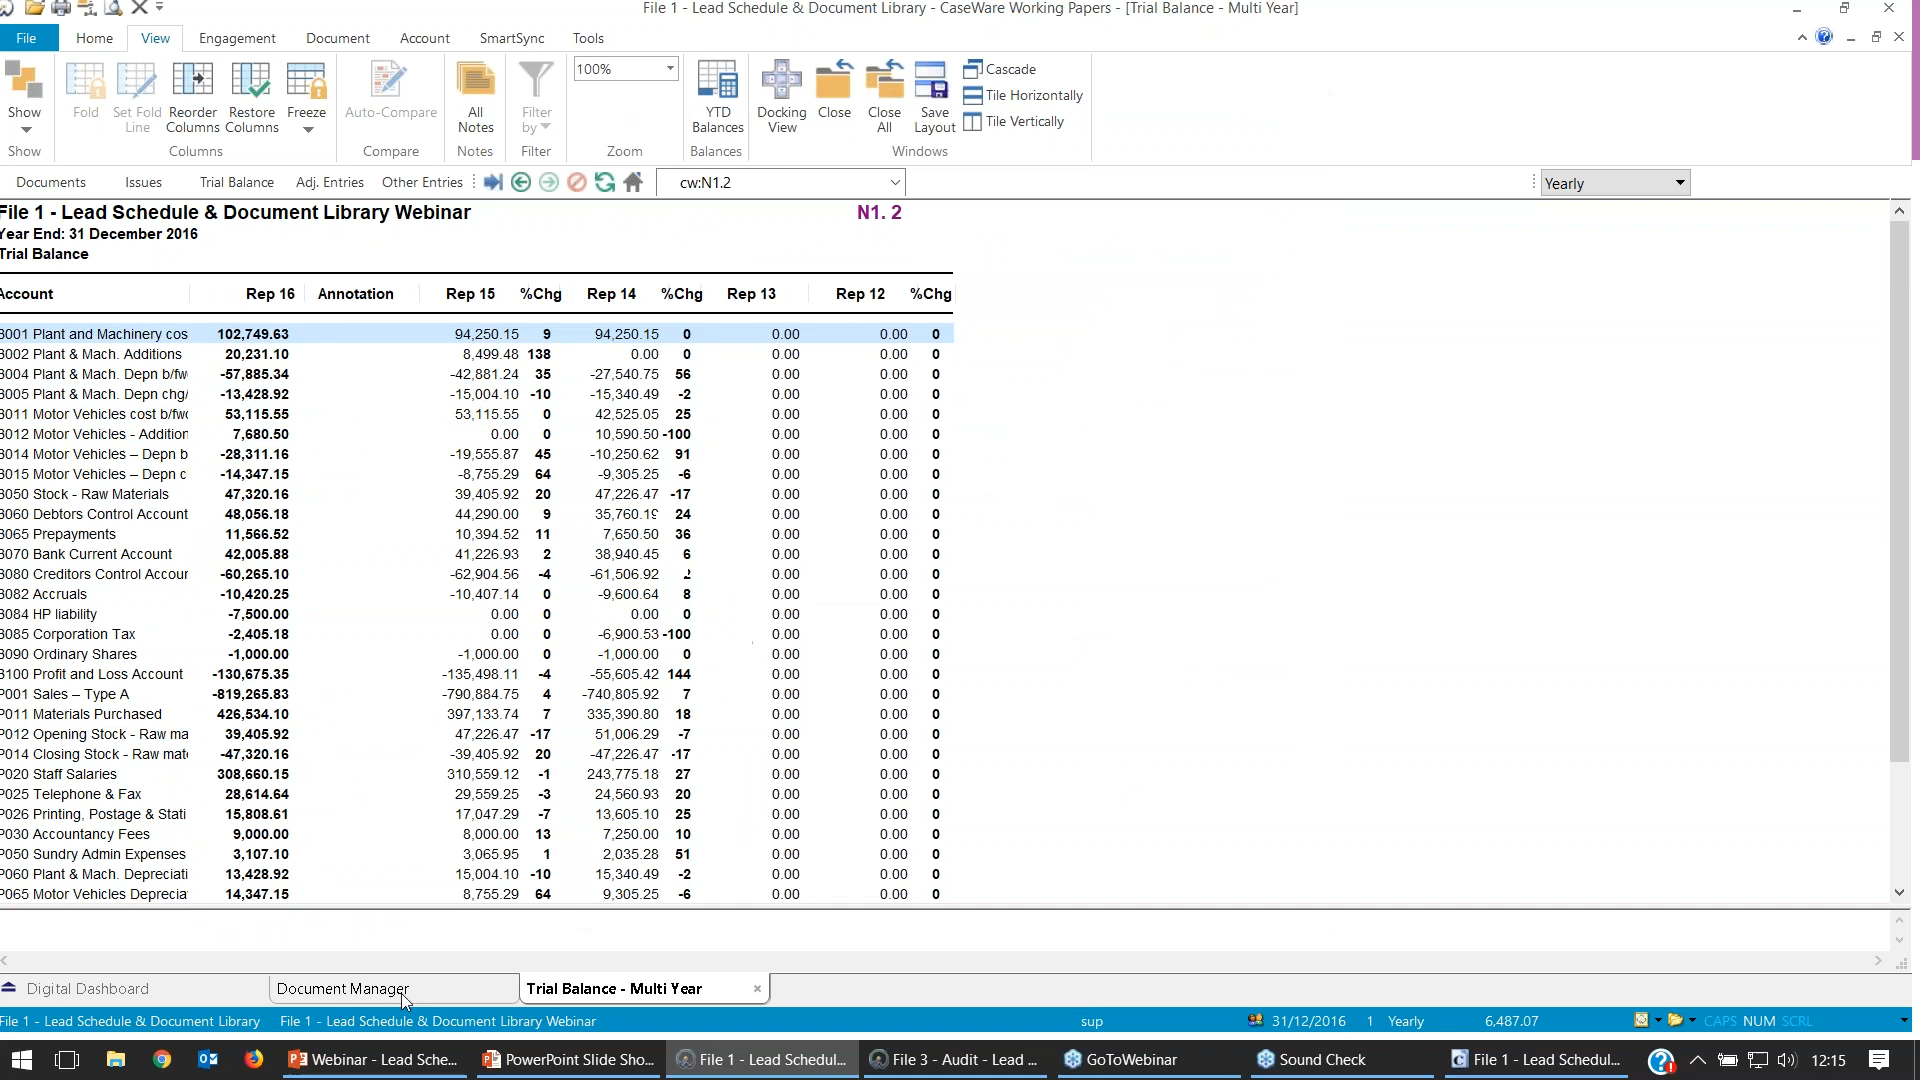 File 1 - Lead Schedule & Document Library - CaseWare Working Papers - [Trial Balance - Multi Year]
File Home View Engagement Document Account SmartSync Tools
Show
Fold
Set Fold Line
Reorder Columns
Restore Columns
Freeze
Auto-Compare
All Notes
Filter by
100%
YTD Balances
Docking View
Close
Close All
Save Layout
Cascade
Tile Horizontally
Tile Vertically
Show Columns Compare Notes Filter Zoom Balances Windows
Documents Issues Trial Balance Adj. Entries Other Entries cw:N1.2 Yearly
File 1 - Lead Schedule & Document Library Webinar N1. 2
Year End: 31 December 2016
Trial Balance
Account Rep 16 Annotation Rep 15 %Chg Rep 14 %Chg Rep 13 Rep 12 %Chg
B001 Plant and Machinery cos 102,749.63 94,250.15 9 94,250.15 0 0.00 0.00 0
B002 Plant & Mach. Additions 20,231.10 8,499.48 138 0.00 0 0.00 0.00 0
B004 Plant & Mach. Depn b/fw -57,885.34 -42,881.24 35 -27,540.75 56 0.00 0.00 0
B005 Plant & Mach. Depn chg/ -13,428.92 -15,004.10 -10 -15,340.49 -2 0.00 0.00 0
B011 Motor Vehicles cost b/fwd 53,115.55 53,115.55 0 42,525.05 25 0.00 0.00 0
B012 Motor Vehicles - Addition 7,680.50 0.00 0 10,590.50 -100 0.00 0.00 0
B014 Motor Vehicles – Depn b -28,311.16 -19,555.87 45 -10,250.62 91 0.00 0.00 0
B015 Motor Vehicles – Depn c -14,347.15 -8,755.29 64 -9,305.25 -6 0.00 0.00 0
B050 Stock - Raw Materials 47,320.16 39,405.92 20 47,226.47 -17 0.00 0.00 0
B060 Debtors Control Account 48,056.18 44,290.00 9 35,760.19 24 0.00 0.00 0
B065 Prepayments 11,566.52 10,394.52 11 7,650.50 36 0.00 0.00 0
B070 Bank Current Account 42,005.88 41,226.93 2 38,940.45 6 0.00 0.00 0
B080 Creditors Control Accour -60,265.10 -62,904.56 -4 -61,506.92 2 0.00 0.00 0
B082 Accruals -10,420.25 -10,407.14 0 -9,600.64 8 0.00 0.00 0
B084 HP liability -7,500.00 0.00 0 0.00 0 0.00 0.00 0
B085 Corporation Tax -2,405.18 0.00 0 -6,900.53 -100 0.00 0.00 0
B090 Ordinary Shares -1,000.00 -1,000.00 0 -1,000.00 0 0.00 0.00 0
B100 Profit and Loss Account -130,675.35 -135,498.11 -4 -55,605.42 144 0.00 0.00 0
P001 Sales – Type A -819,265.83 -790,884.75 4 -740,805.92 7 0.00 0.00 0
P011 Materials Purchased 426,534.10 397,133.74 7 335,390.80 18 0.00 0.00 0
P012 Opening Stock - Raw ma 39,405.92 47,226.47 -17 51,006.29 -7 0.00 0.00 0
P014 Closing Stock - Raw mate -47,320.16 -39,405.92 20 -47,226.47 -17 0.00 0.00 0
P020 Staff Salaries 308,660.15 310,559.12 -1 243,775.18 27 0.00 0.00 0
P025 Telephone & Fax 28,614.64 29,559.25 -3 24,560.93 20 0.00 0.00 0
P026 Printing, Postage & Stati 15,808.61 17,047.29 -7 13,605.10 25 0.00 0.00 0
P030 Accountancy Fees 9,000.00 8,000.00 13 7,250.00 10 0.00 0.00 0
P050 Sundry Admin Expenses 3,107.10 3,065.95 1 2,035.28 51 0.00 0.00 0
P060 Plant & Mach. Depreciati 13,428.92 15,004.10 -10 15,340.49 -2 0.00 0.00 0
P065 Motor Vehicles Deprecia 14,347.15 8,755.29 64 9,305.25 -6 0.00 0.00 0
Digital Dashboard Document Manager Trial Balance - Multi Year
File 1 - Lead Schedule & Document Library File 1 - Lead Schedule & Document Library Webinar sup 31/12/2016 1 Yearly 6,487.07 CAPS NUM SCRL
Webinar - Lead Sche... PowerPoint Slide Sho... File 1 - Lead Schedul... File 3 - Audit - Lead ... GoToWebinar Sound Check File 1 - Lead Schedul... 12:15